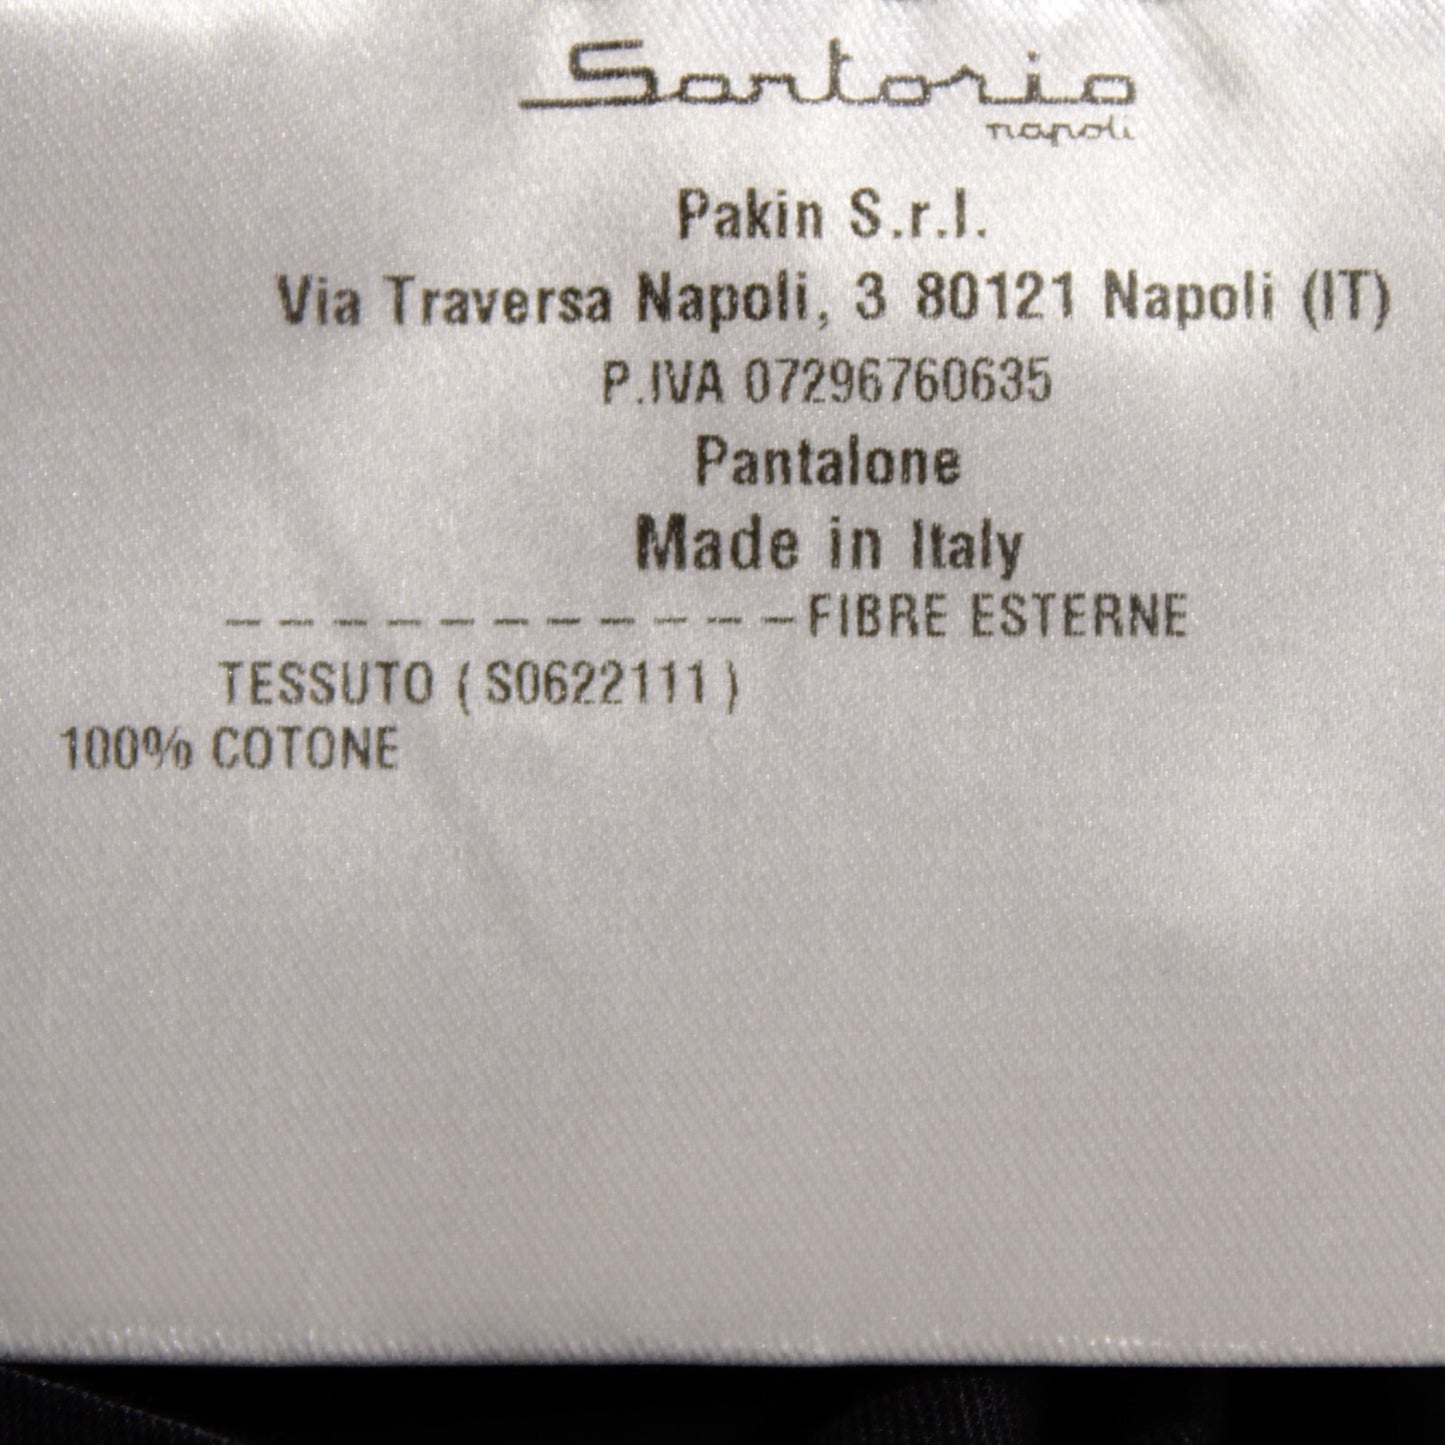 Sartorio
napoli
Pakin S.r.l.
Via Traversa Napoli, 3 80121 Napoli (IT)
P.IVA 07296760635
Pantalone
Made in Italy
-----------FIBRE ESTERNE
TESSUTO ( S0622111 )
100% COTONE